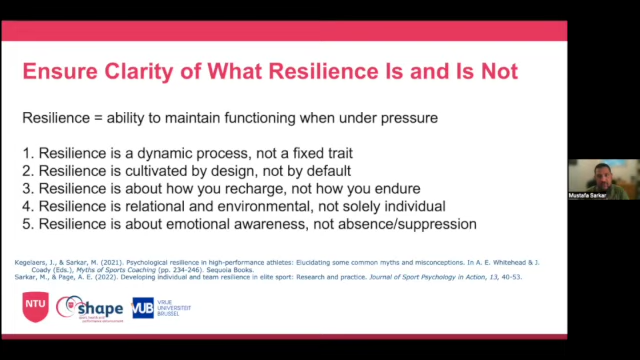 Ensure Clarity of What Resilience Is and Is Not
Resilience = ability to maintain functioning when under pressure
1. Resilience is a dynamic process, not a fixed trait
2. Resilience is cultivated by design, not by default
3. Resilience is about how you recharge, not how you endure
4. Resilience is relational and environmental, not solely individual
5. Resilience is about emotional awareness, not absence/suppression
Kegelaers, J., & Sarkar, M. (2021). Psychological resilience in high-performance athletes: Elucidating some common myths and misconceptions. In A. E. Whitehead & J.
Coady (Eds.), Myths of Sports Coaching (pp. 234-246). Sequoia Books.
Sarkar, M., & Page, A. E. (2022). Developing individual and team resilience in elite sport: Research and practice. Journal of Sport Psychology in Action, 13, 40-53.
NTU
shape
VUB
VRIJE
UNIVERSITEIT
BRUSSEL
Mustafa Sarkar